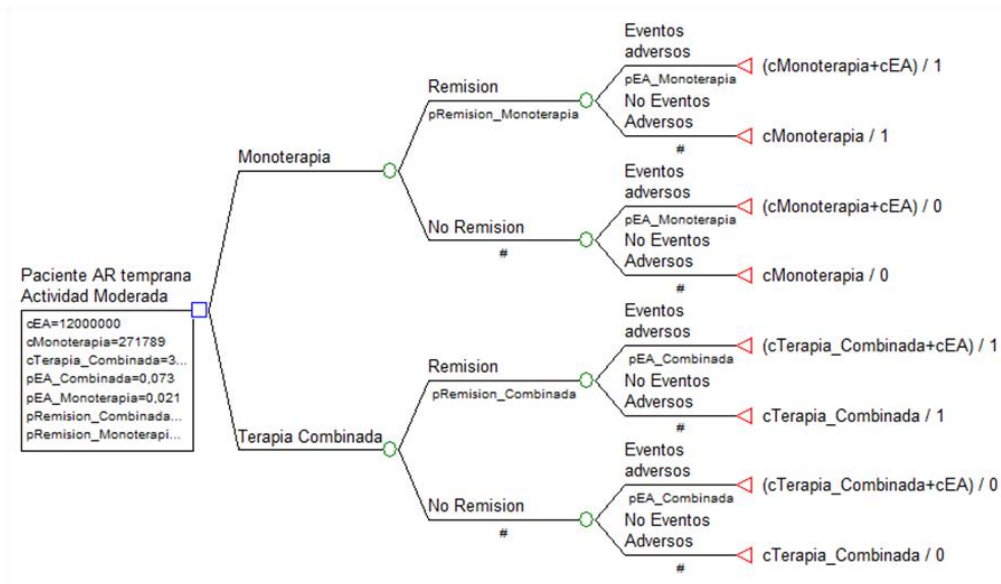 Eventos
adversos
pEA_Monoterapia
(cMonoterapia+cEA) / 1
Remision
pRemision_Monoterapia
No Eventos
Adversos
#
cMonoterapia / 1
Monoterapia
Eventos
adversos
pEA_Monoterapia
(cMonoterapia+cEA) / 0
No Remision
#
No Eventos
Adversos
#
cMonoterapia / 0
Paciente AR temprana
Actividad Moderada
cEA=12000000
cMonoterapia=271789
cTerapia_Combinada=3...
pEA_Combinada=0,073
pEA_Monoterapia=0,021
pRemision_Combinada...
pRemision_Monoterapi...
Eventos
adversos
pEA_Combinada
(cTerapia_Combinada+cEA) / 1
Remision
pRemision_Combinada
No Eventos
Adversos
#
cTerapia_Combinada / 1
Terapia Combinada
Eventos
adversos
pEA_Combinada
(cTerapia_Combinada+cEA) / 0
No Remision
#
No Eventos
Adversos
#
cTerapia_Combinada / 0